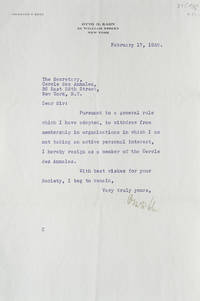 OTTO H. KAHN
52 WILLIAM STREET
NEW YORK
February 17, 1925.
The Secretary,
Cercle des Annales,
East 58th Street,
New York, N.Y.
Dear Sir:
Pursuant to a general rule
which I have adopted, to withdraw from
membership in organizations in which I am
not taking an active personal interest,
I hereby resign as a member of the Cercle
des Annales.
With best wishes for your
Society, I beg to remain,
Very truly yours,